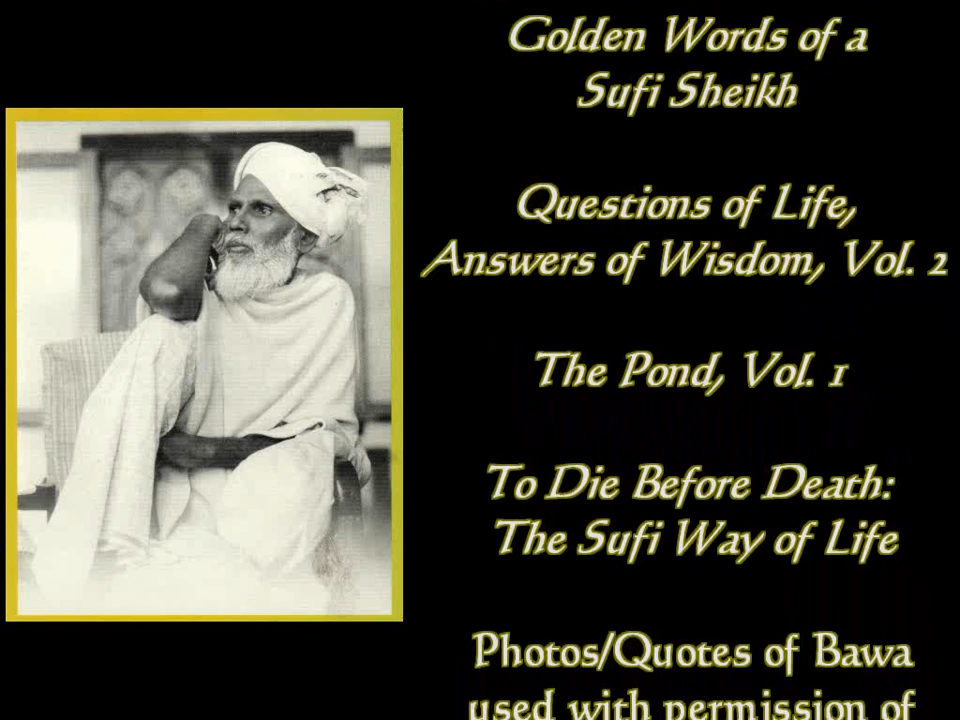 Golden Words of a
Sufi Sheikh
Questions of Life,
Answers of Wisdom, Vol. 2
The Pond, Vol. 1
To Die Before Death:
The Sufi Way of Life
Photos/Quotes of Bawa
used with permission of